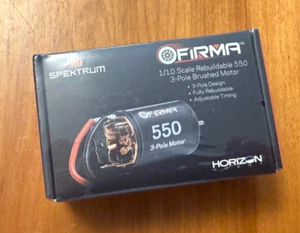 SPEKTRUM
FIRMA™
1/10 Scale Rebuildable 550
3-Pole Brushed Motor
• 3-Pole Design
• Fully Rebuildable
• Adjustable Timing
FIRMA
550
3-Pole Motor
HORIZON